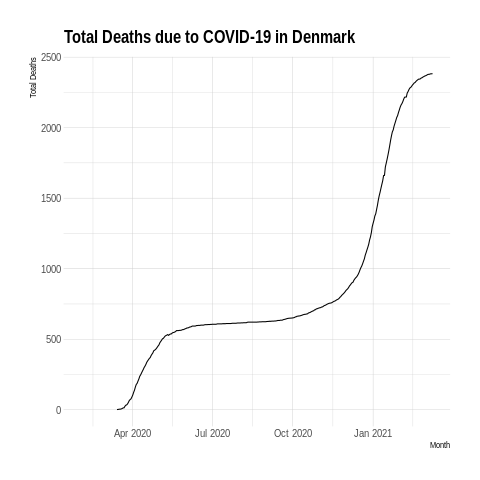 Total Deaths due to COVID-19 in Denmark
Total Deaths
2500
2000
1500
1000
500
0
Apr 2020 Jul 2020 Oct 2020 Jan 2021
Month